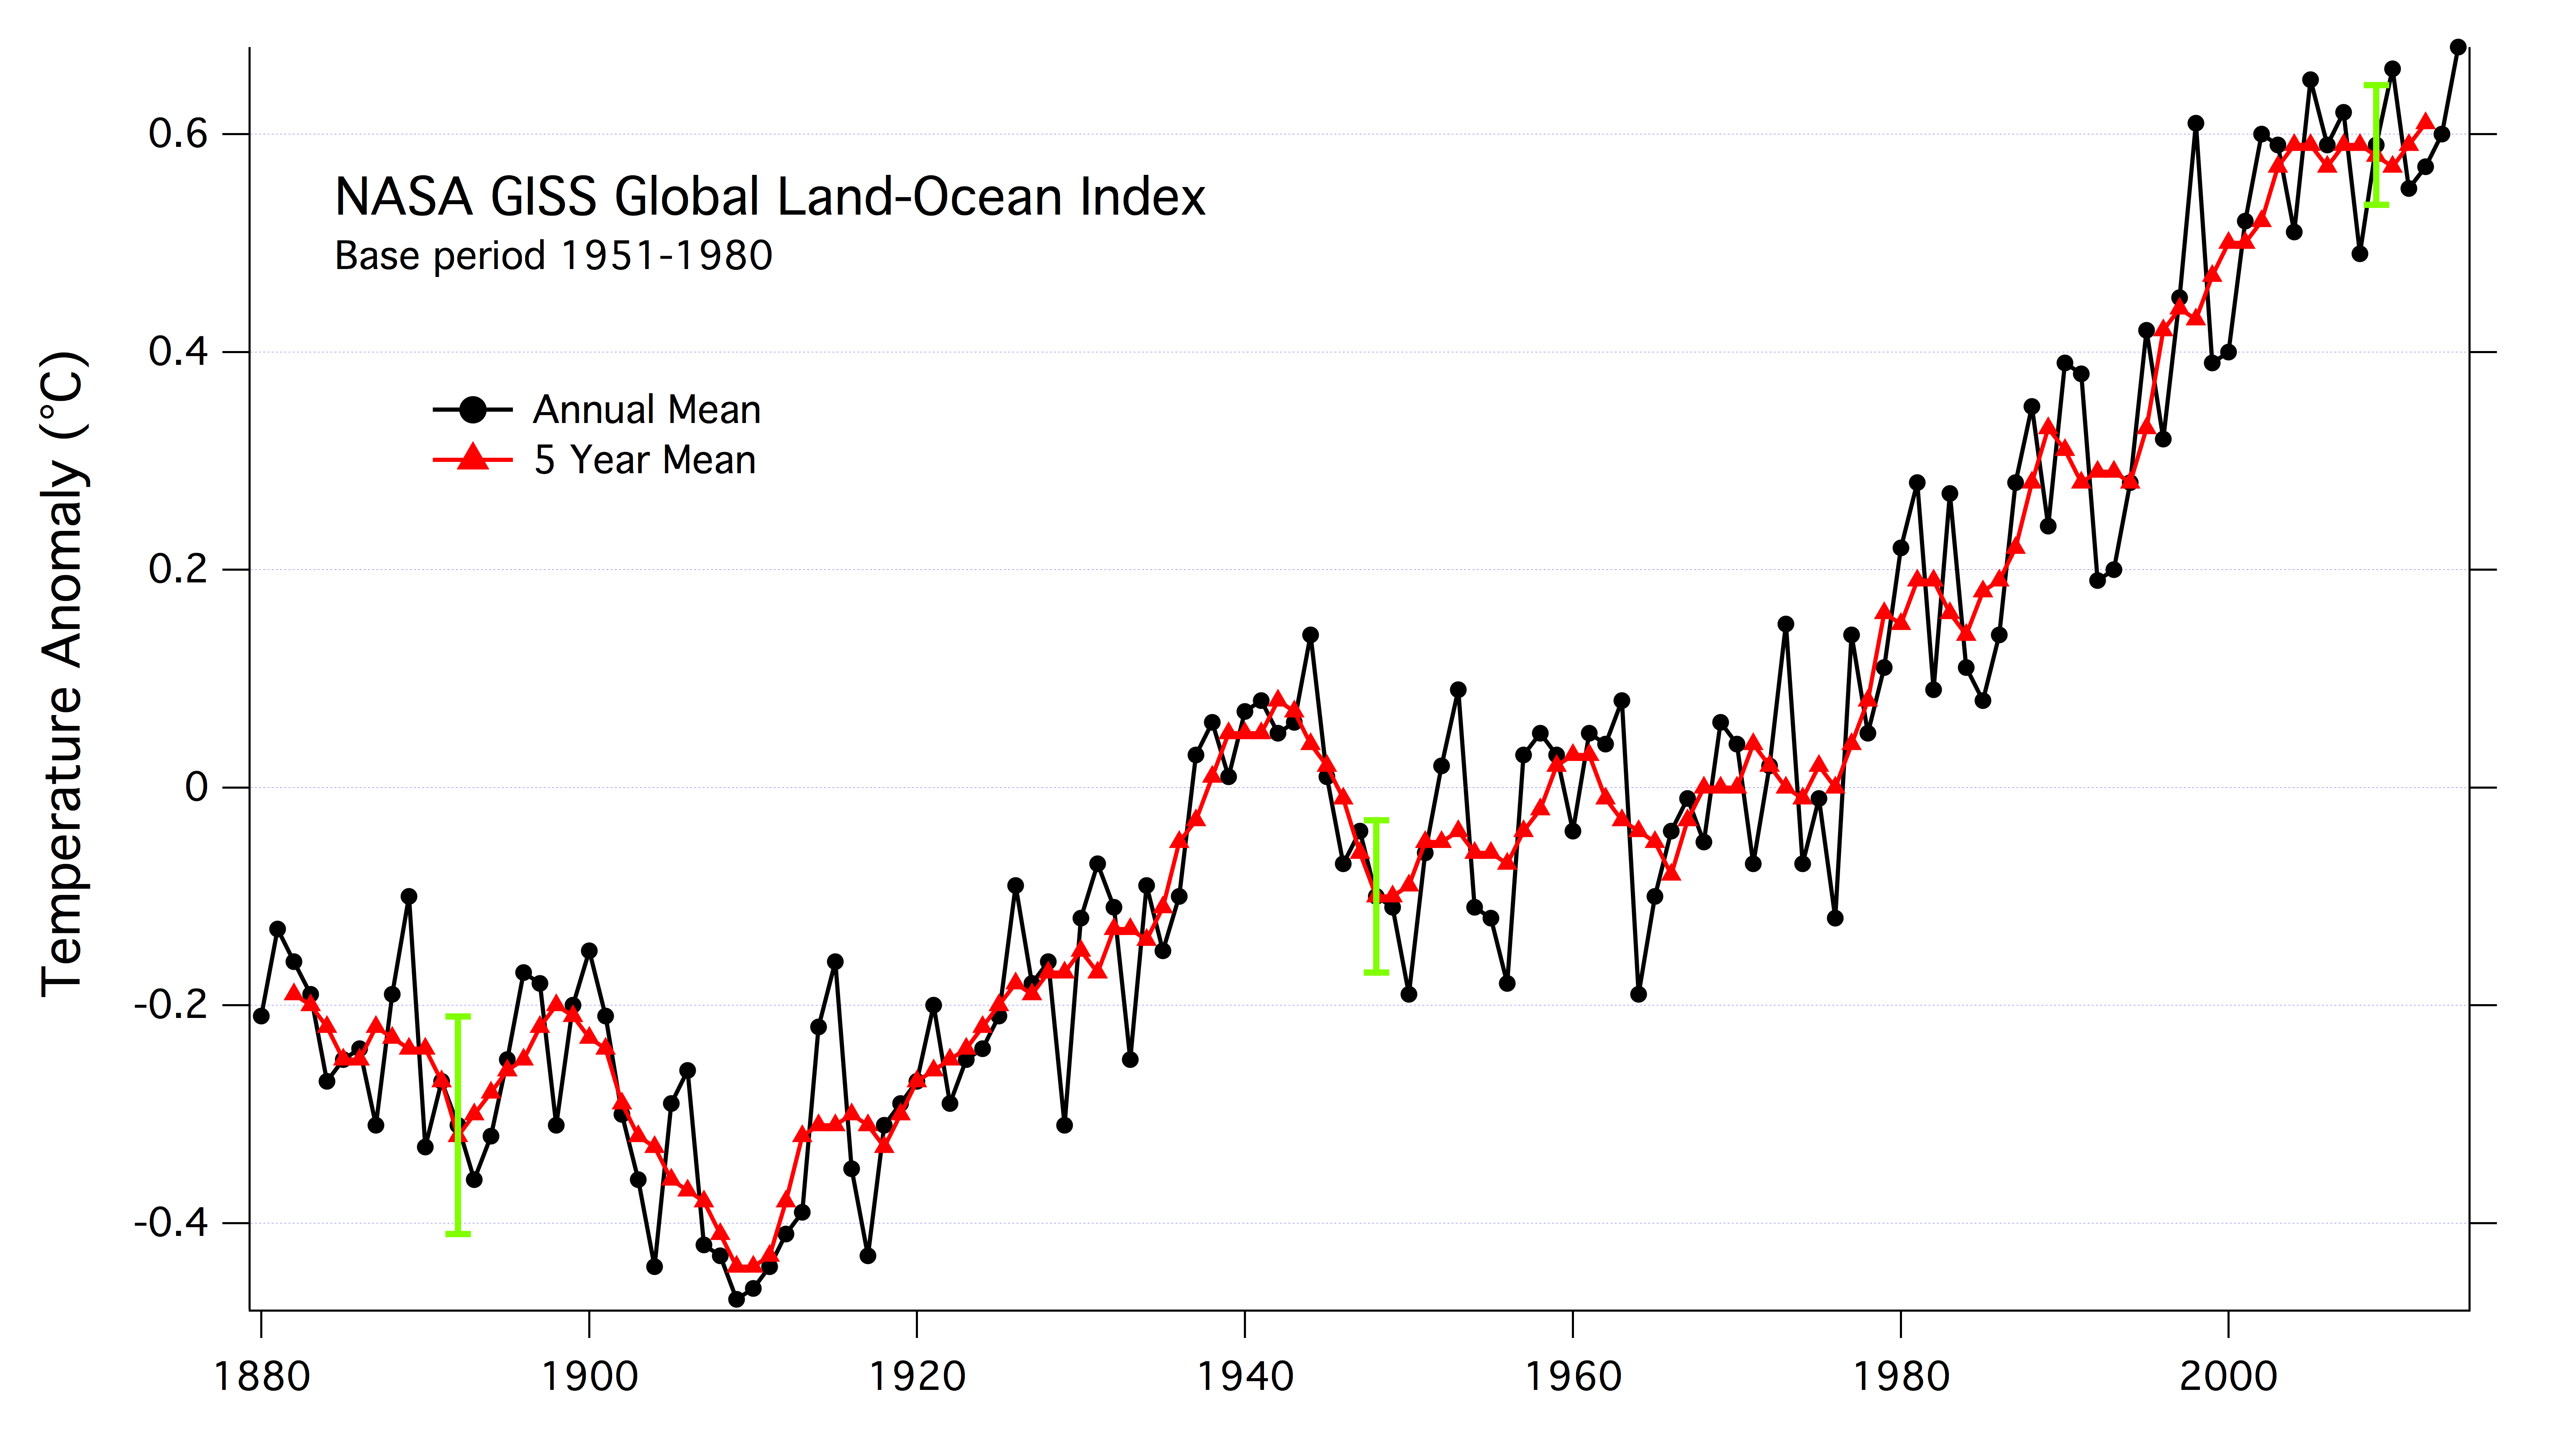 NASA GISS Global Land-Ocean Index
Base period 1951-1980
Annual Mean
5 Year Mean
Temperature Anomaly (°C)
0.6
0.4
0.2
0
-0.2
-0.4
1880 1900 1920 1940 1960 1980 2000